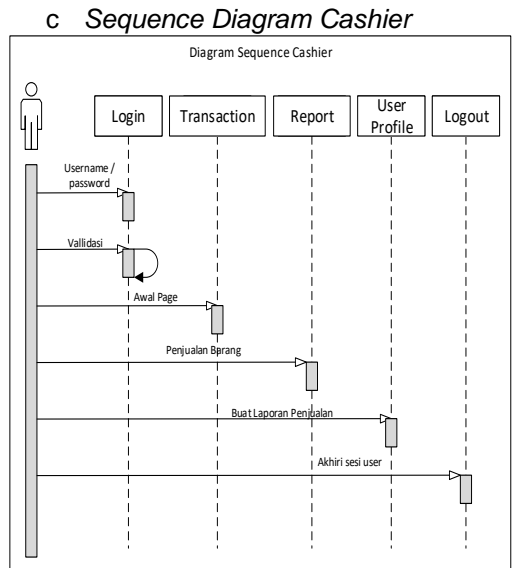 c Sequence Diagram Cashier
Diagram Sequence Cashier
Login
Transaction
Report
User
Profile
Logout
Username /
password
Vallidasi
Awal Page
Penjualan Barang
Buat Laporan Penjualan
Akhiri sesi user